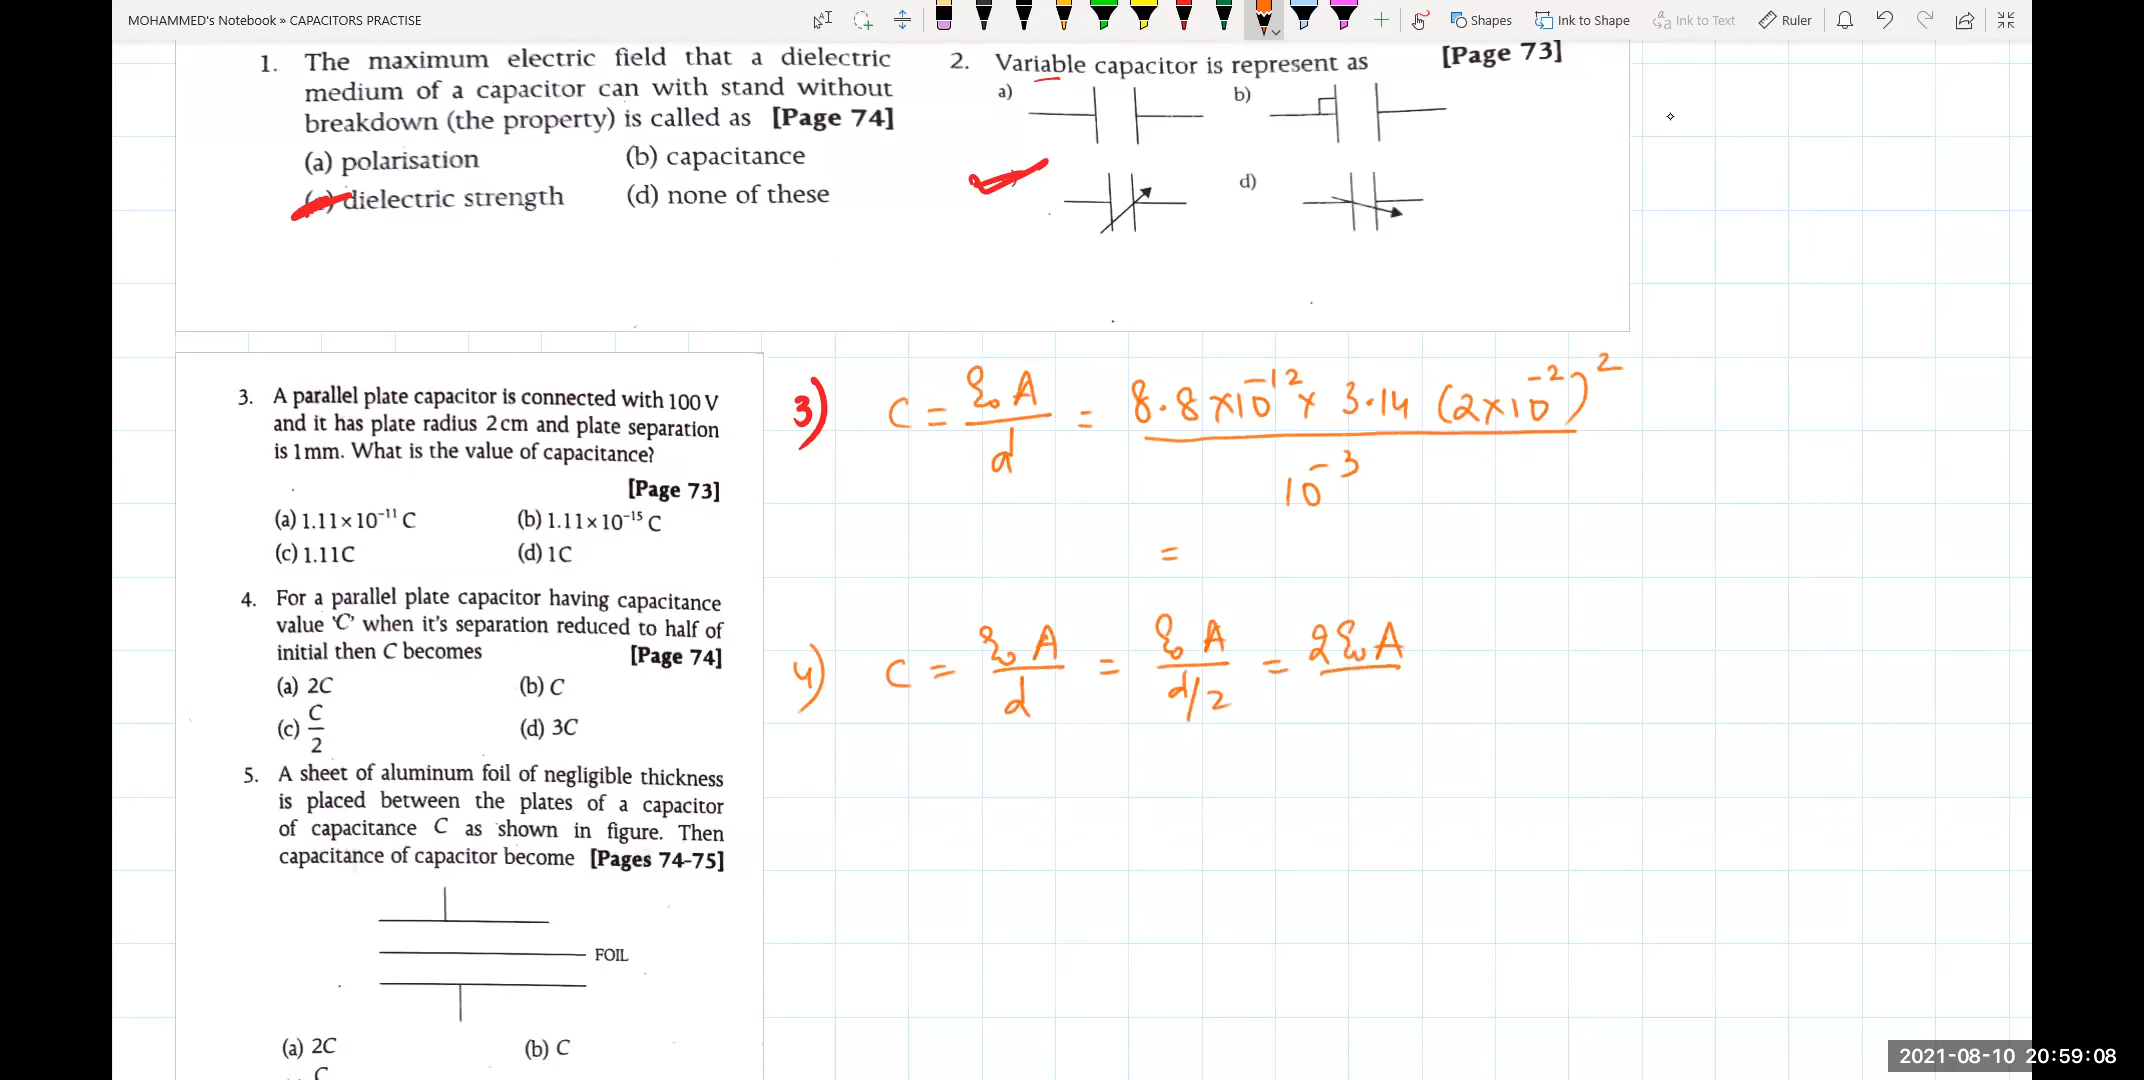 MOHAMMED's Notebook » CAPACITORS PRACTISE
Shapes
Ink to Shape
Ink to Text
Ruler
1. The maximum electric field that a dielectric
medium of a capacitor can with stand without
breakdown (the property) is called as [Page 74]
(a) polarisation (b) capacitance
(c) dielectric strength (d) none of these
2. Variable capacitor is represent as [Page 73]
a) b)
d)
3. A parallel plate capacitor is connected with 100 V
and it has plate radius 2 cm and plate separation
is 1 mm. What is the value of capacitance?
[Page 73]
(a) 1.11×10⁻¹¹ C (b) 1.11×10⁻¹⁵ C
(c) 1.11C (d) 1C
4. For a parallel plate capacitor having capacitance
value 'C' when it's separation reduced to half of
initial then C becomes [Page 74]
(a) 2C (b) C
(c) C/2 (d) 3C
5. A sheet of aluminum foil of negligible thickness
is placed between the plates of a capacitor
of capacitance C as shown in figure. Then
capacitance of capacitor become [Pages 74-75]
FOIL
(a) 2C (b) C
C
3) C = ε₀A/d = 8.8×10⁻¹² × 3.14 (2×10⁻²)² / 10⁻³
=
4) C = ε₀A/d = ε₀A/d/2 = 2ε₀A
2021-08-10 20:59:08